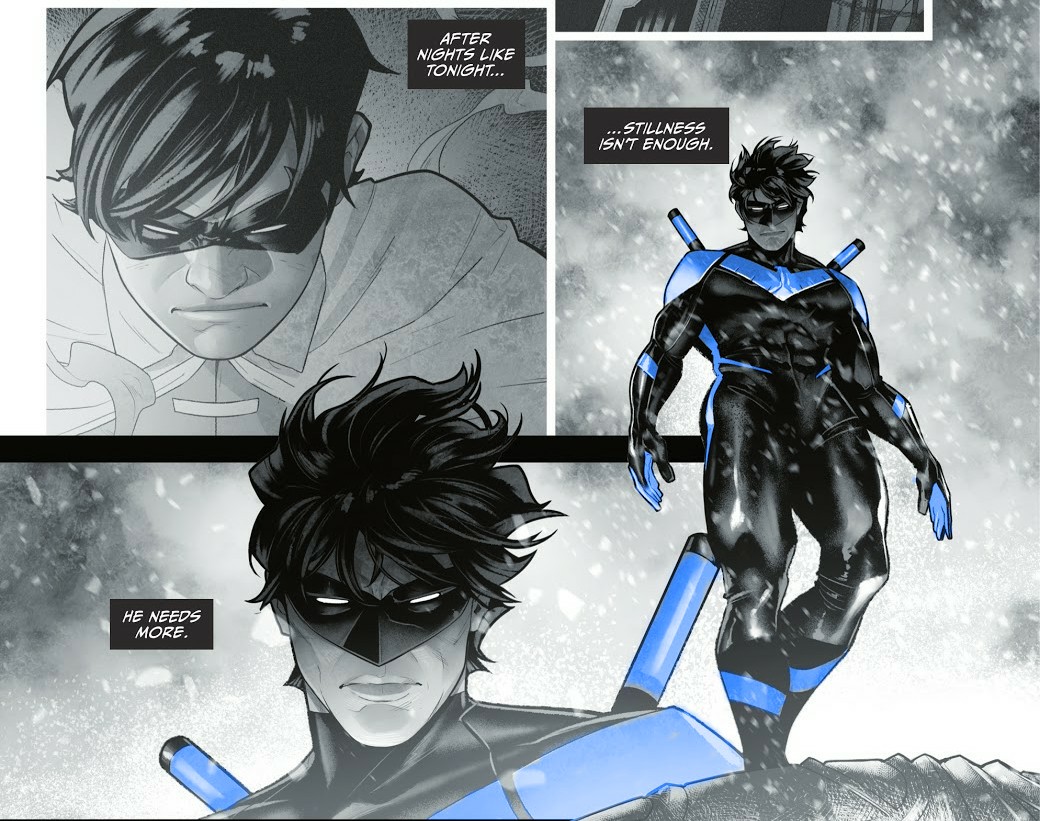 AFTER
NIGHTS LIKE
TONIGHT...
...STILLNESS
ISN'T ENOUGH.
HE NEEDS
MORE.